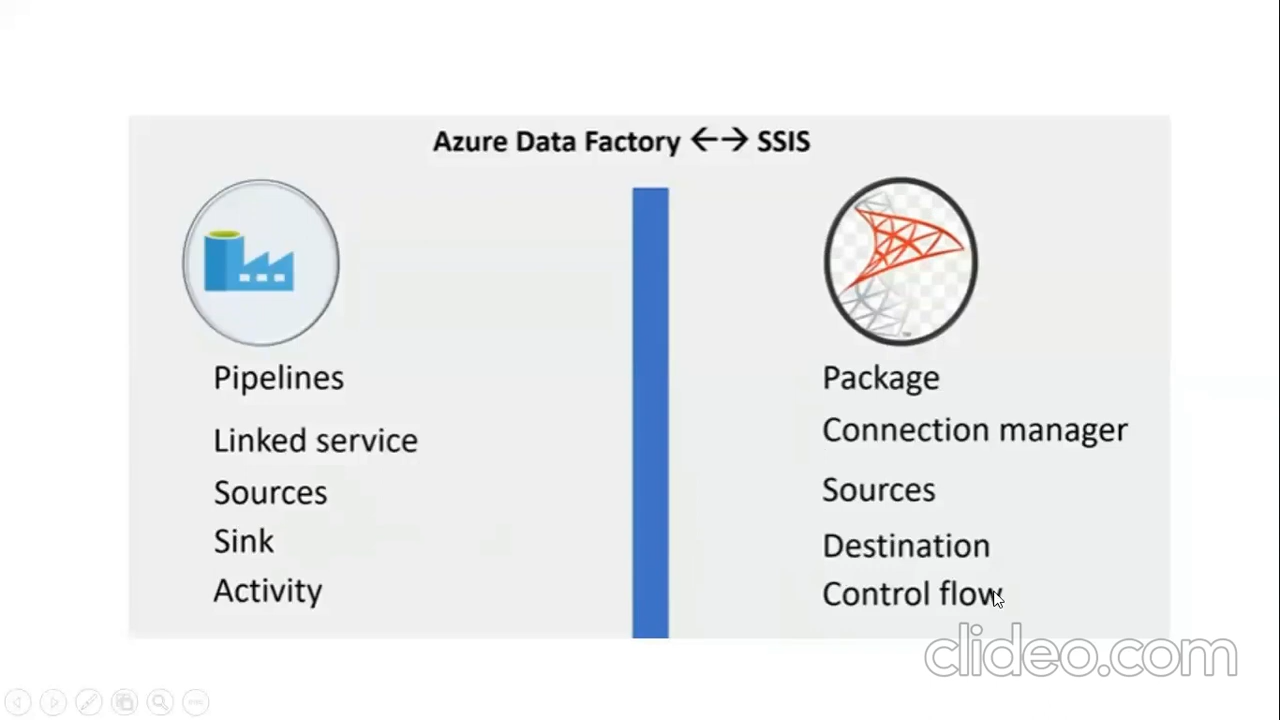 Azure Data Factory ←→ SSIS
Pipelines
Linked service
Sources
Sink
Activity
Package
Connection manager
Sources
Destination
Control flow
clideo.com